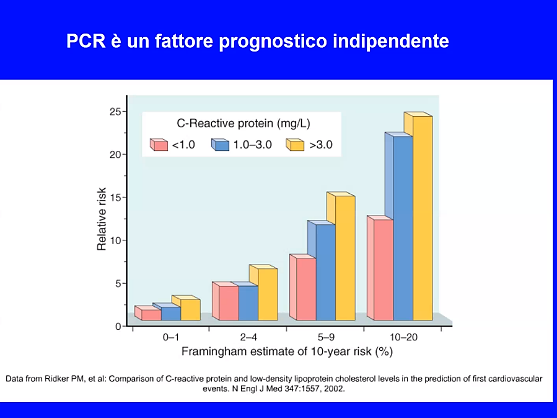 PCR è un fattore prognostico indipendente
C-Reactive protein (mg/L)
<1.0 1.0–3.0 >3.0
25
20
15
10
5
0
Relative risk
0–1 2–4 5–9 10–20
Framingham estimate of 10-year risk (%)
Data from Ridker PM, et al: Comparison of C-reactive protein and low-density lipoprotein cholesterol levels in the prediction of first cardiovascular
events. N Engl J Med 347:1557, 2002.